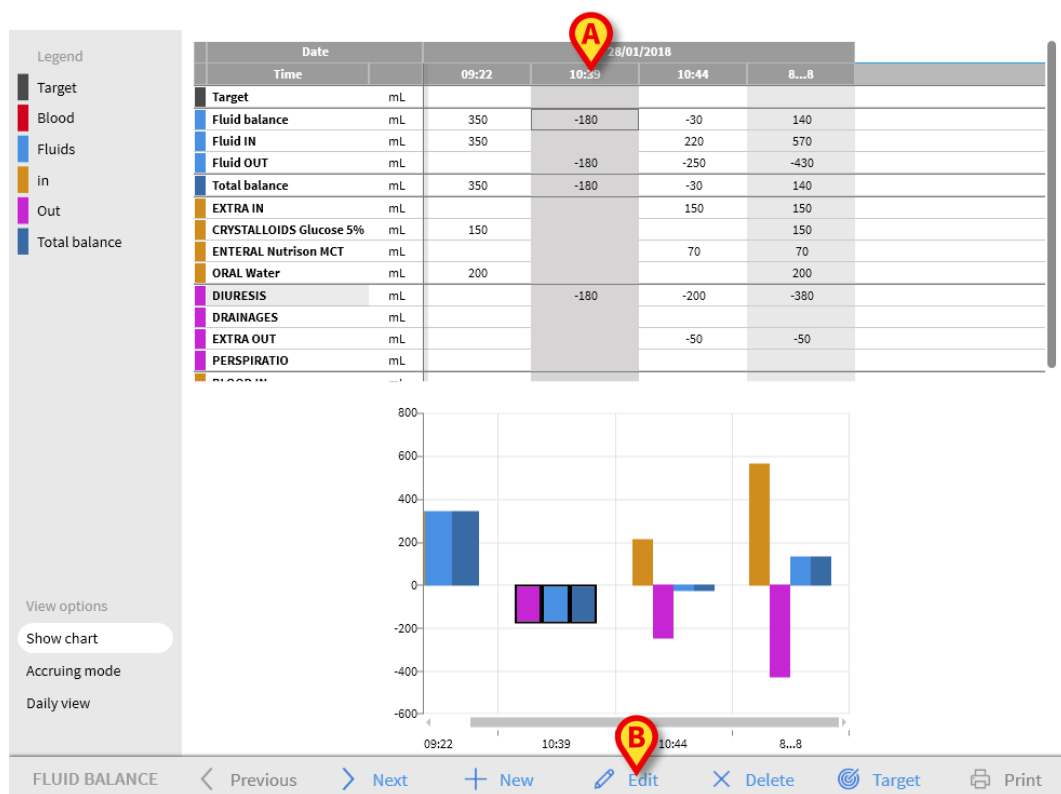 Legend
Target
Blood
Fluids
in
Out
Total balance
View options
Show chart
Accruing mode
Daily view
Date 28/01/2018
Time 09:22 10:39 10:44 8...8
Target mL
Fluid balance mL 350 -180 -30 140
Fluid IN mL 350 220 570
Fluid OUT mL -180 -250 -430
Total balance mL 350 -180 -30 140
EXTRA IN mL 150 150
CRYSTALLOIDS Glucose 5% mL 150 150
ENTERAL Nutrison MCT mL 70 70
ORAL Water mL 200 200
DIURESIS mL -180 -200 -380
DRAINAGES mL
EXTRA OUT mL -50 -50
PERSPIRATIO mL
BLOOD IN mL
A
800
600
400
200
0
-200
-400
-600
09:22 10:39 10:44 8...8
B
FLUID BALANCE Previous Next New Edit Delete Target Print